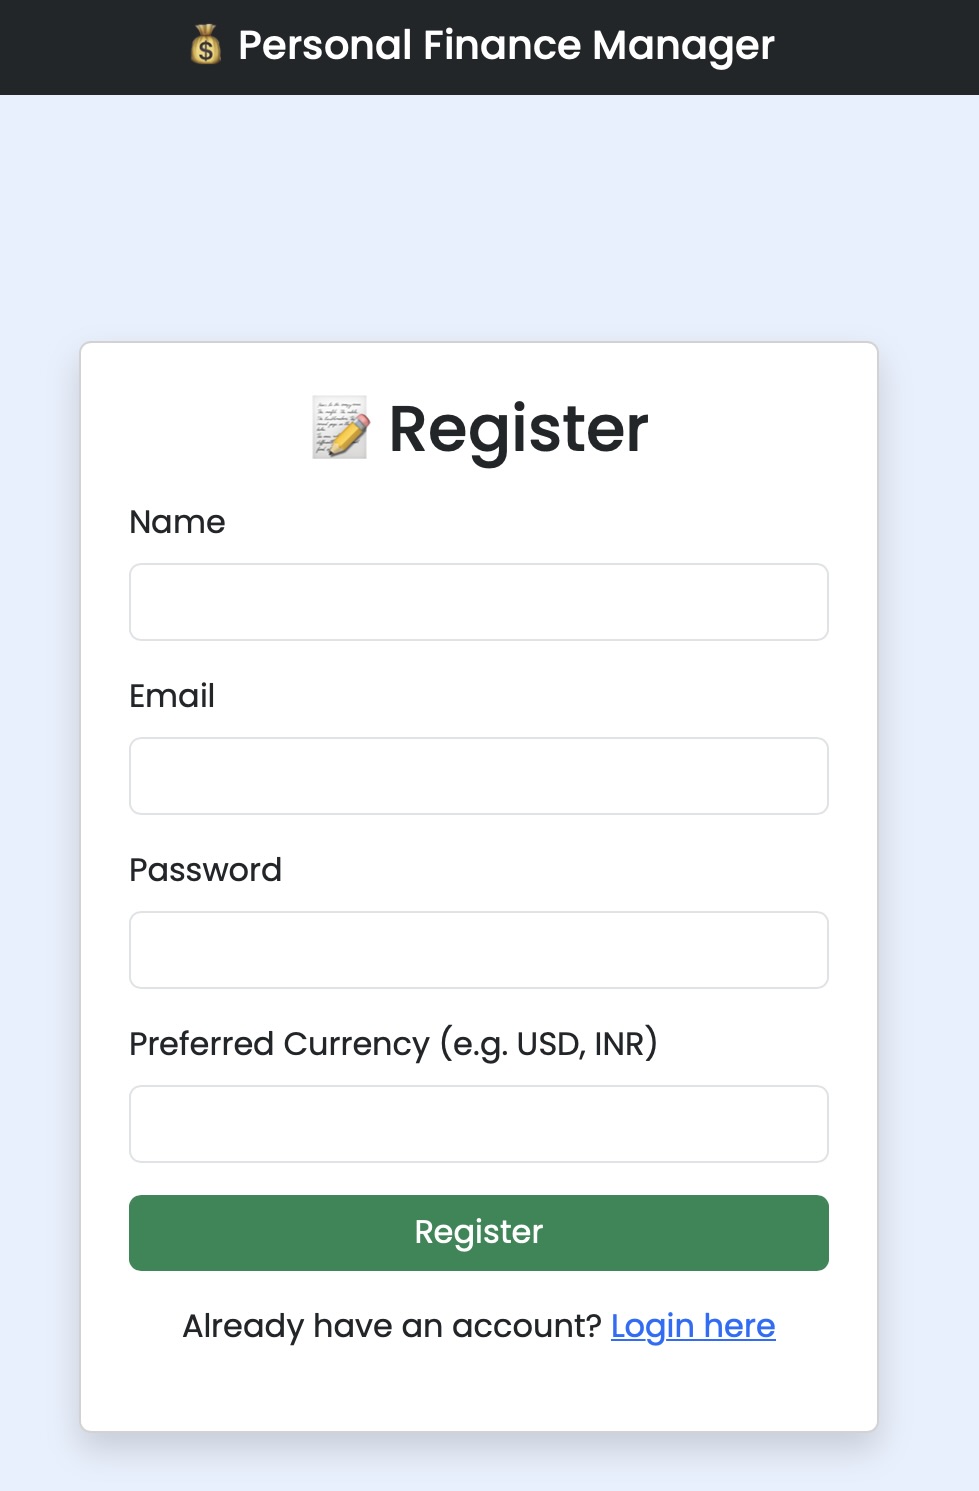 Personal Finance Manager
Register
Name
Email
Password
Preferred Currency (e.g. USD, INR)
Register
Already have an account? Login here